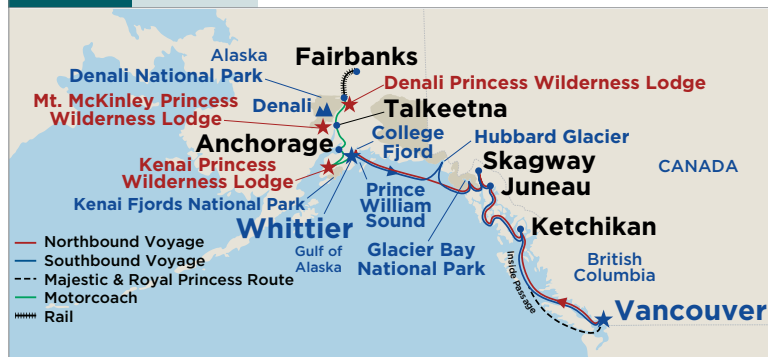 Alaska
Fairbanks
Denali National Park
Denali Princess Wilderness Lodge
Mt. McKinley Princess
Wilderness Lodge
Denali
Talkeetna
Anchorage
College
Fjord
Hubbard Glacier
Kenai Princess
Wilderness Lodge
Skagway
CANADA
Juneau
Kenai Fjords National Park
Prince
William
Sound
Whittier
Ketchikan
Gulf of
Alaska
Glacier Bay
National Park
British
Columbia
Inside Passage
Vancouver
Northbound Voyage
Southbound Voyage
Majestic & Royal Princess Route
Motorcoach
Rail